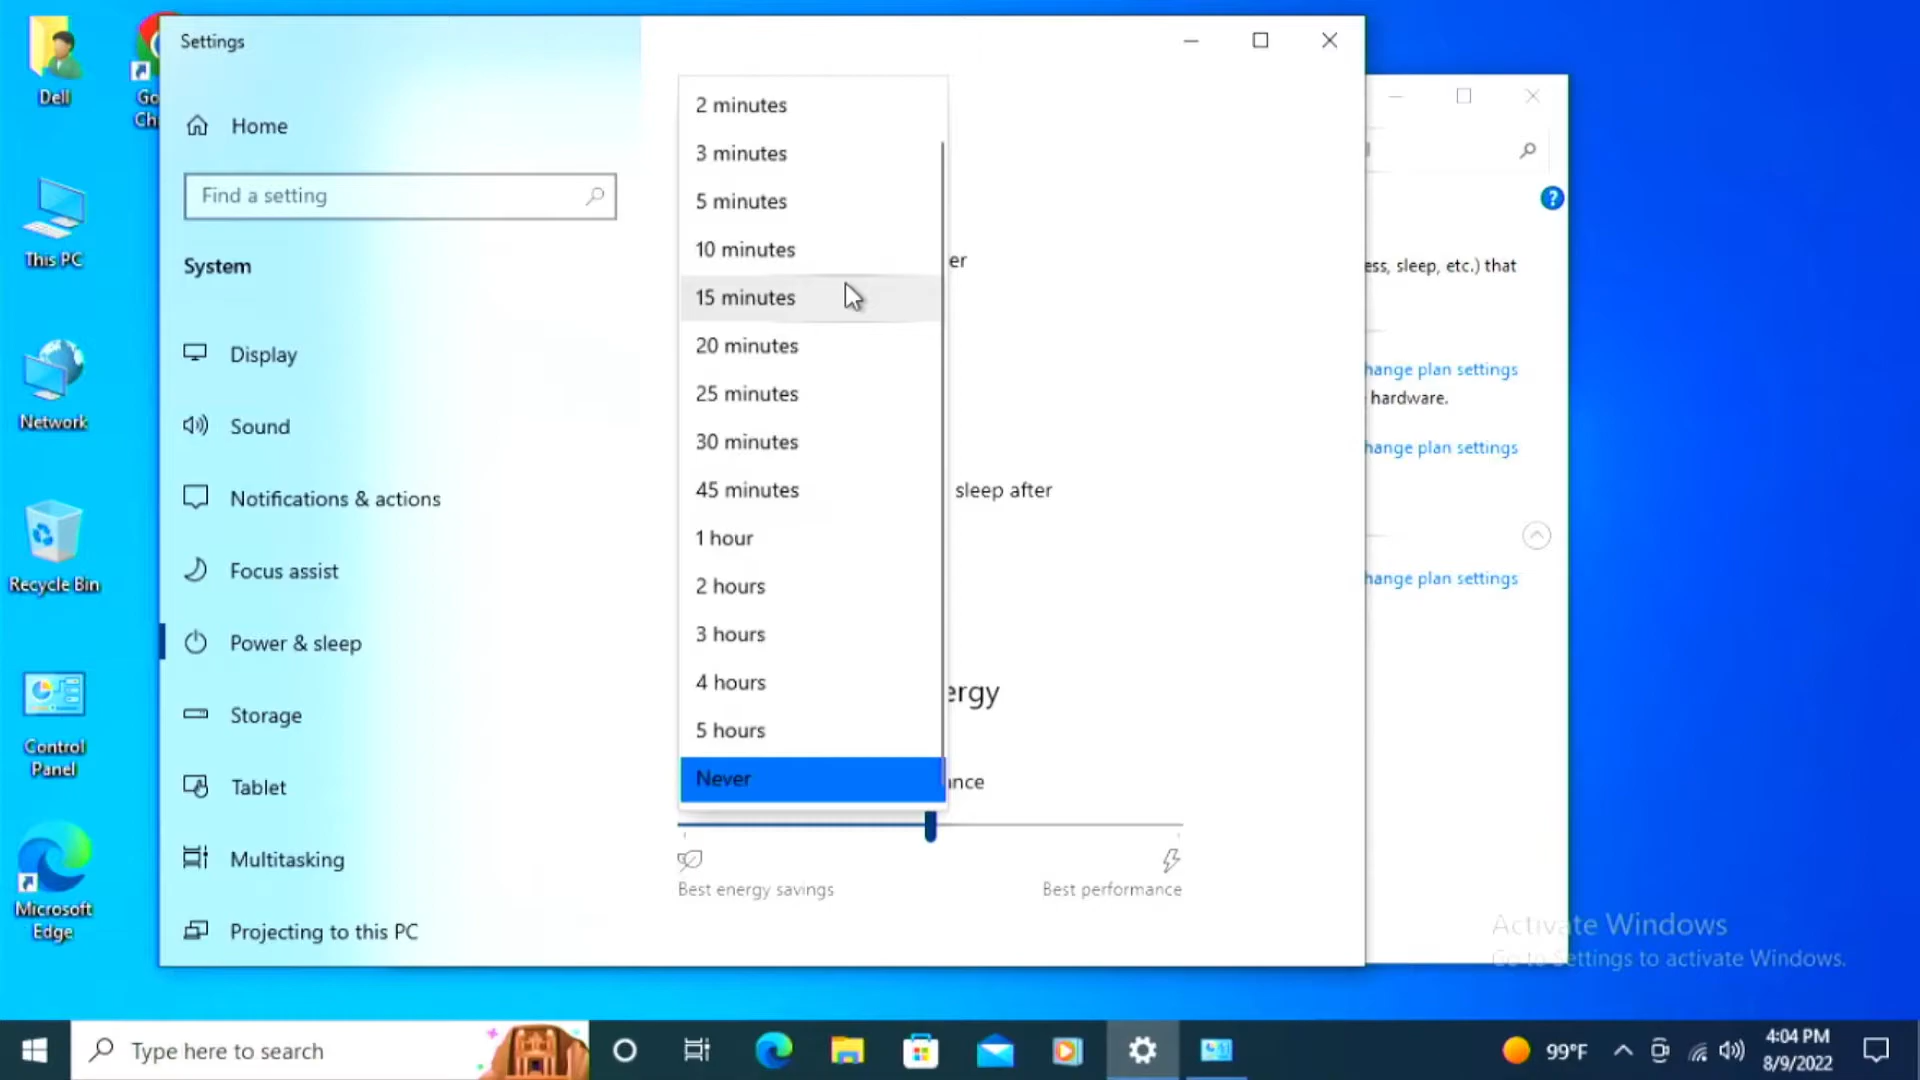 Dell
Go
Ch
This PC
Network
Recycle Bin
Control
Panel
Microsoft
Edge
Settings
Home
Find a setting
System
Display
Sound
Notifications & actions
Focus assist
Power & sleep
Storage
Tablet
Multitasking
Projecting to this PC
2 minutes
3 minutes
5 minutes
10 minutes
15 minutes
20 minutes
25 minutes
30 minutes
45 minutes
1 hour
2 hours
3 hours
4 hours
5 hours
Never
er
sleep after
ergy
nce
Best energy savings
Best performance
?
ess, sleep, etc.) that
hange plan settings
hardware.
hange plan settings
hange plan settings
Activate Windows
Go to Settings to activate Windows.
Type here to search
99°F
4:04 PM
8/9/2022